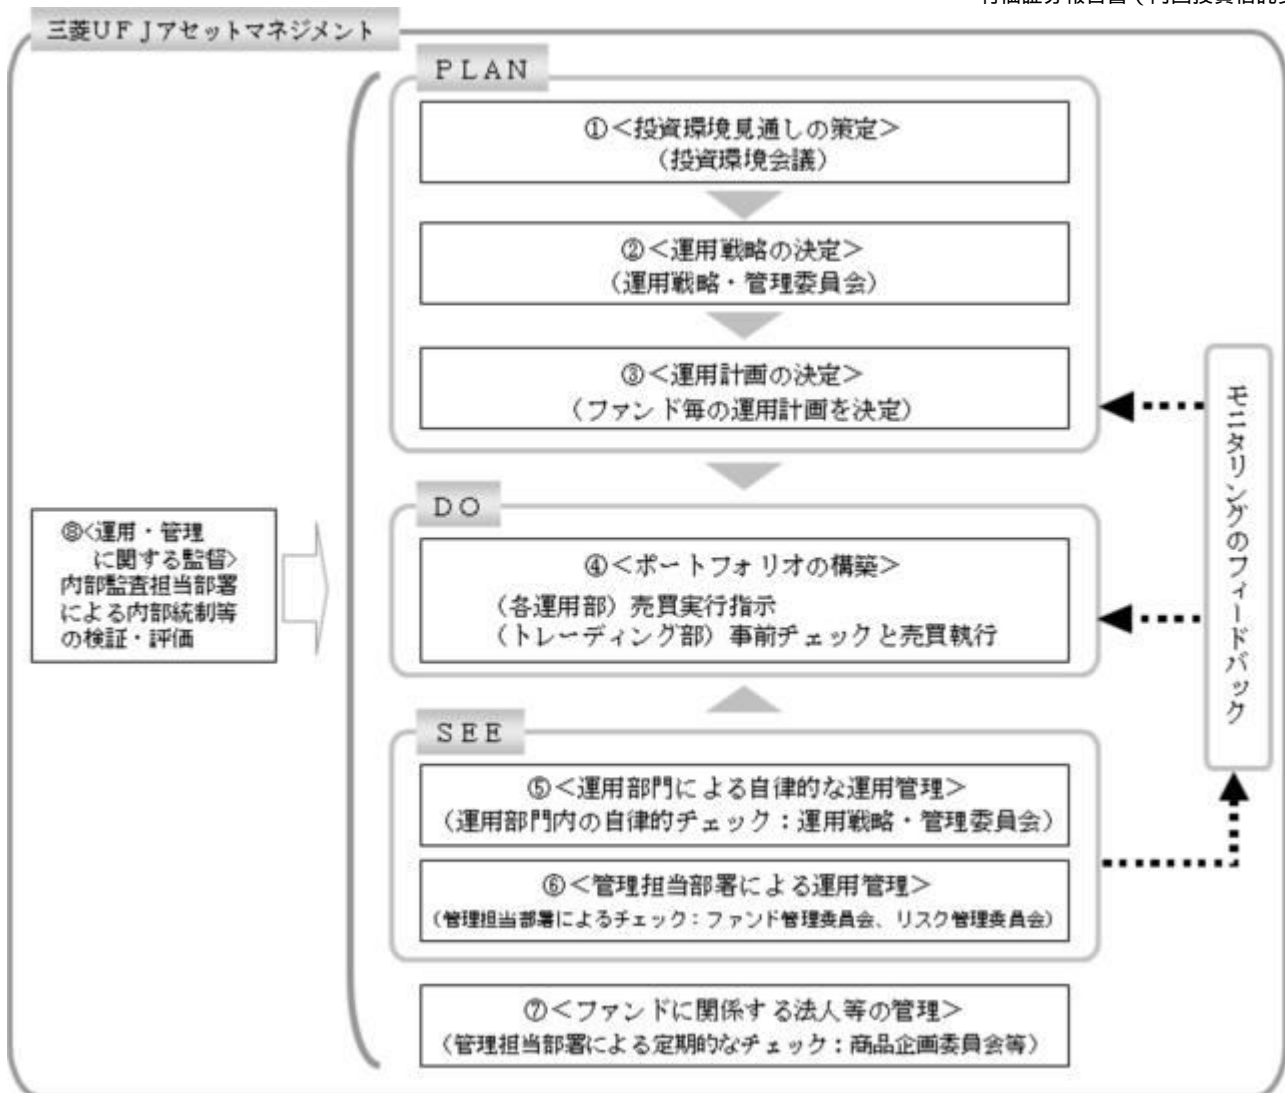 三菱UFJアセットマネジメント
PLAN
①<投資環境見通しの策定>
(投資環境会議)
②<運用戦略の決定>
(運用戦略・管理委員会)
③<運用計画の決定>
(ファンド毎の運用計画を決定)
DO
④<ポートフォリオの構築>
(各運用部)売買実行指示
(トレーディング部)事前チェックと売買執行
SEE
⑤<運用部門による自律的な運用管理>
(運用部門内の自律的チェック:運用戦略・管理委員会)
⑥<管理担当部署による運用管理>
(管理担当部署によるチェック:ファンド管理委員会、リスク管理委員会)
⑦<ファンドに関係する法人等の管理>
(管理担当部署による定期的なチェック:商品企画委員会等)
⑧<運用・管理
に関する監督>
内部監査担当部署
による内部統制等
の検証・評価
モニタリングのフィードバック